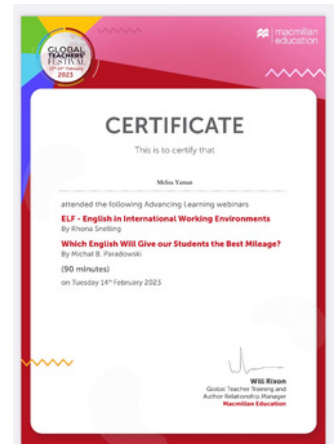 GLOBAL
TEACHERS'
FESTIVAL
13th-24th February
2023
macmillan
education
CERTIFICATE
This is to certify that
Melisa Yaman
attended the following Advancing Learning webinars
ELF - English in International Working Environments
By Rhona Snelling
Which English Will Give our Students the Best Mileage?
By Michał B. Paradowski
(90 minutes)
on Tuesday 14th February 2023
Will Rixon
Global Teacher Training and
Author Relationship Manager
Macmillan Education